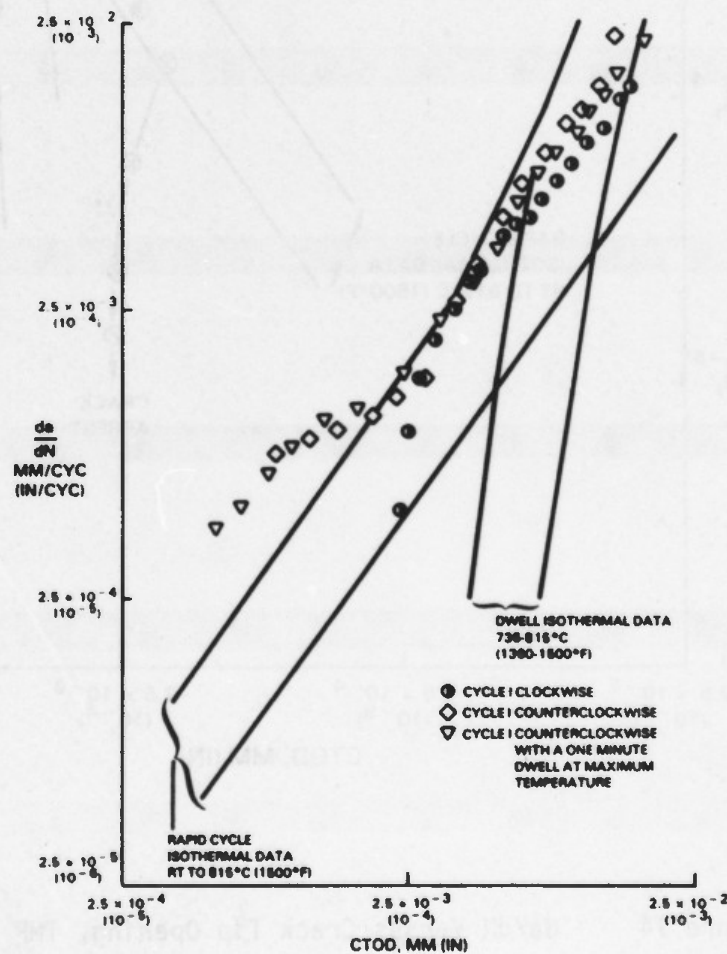 2.5 × 10⁻²
(10⁻³)
2.5 × 10⁻³
(10⁻⁴)
da
dN
MM/CYC
(IN/CYC)
2.5 × 10⁻⁴
(10⁻⁵)
DWELL ISOTHERMAL DATA
736-815°C
(1360-1500°F)
CYCLE I CLOCKWISE
CYCLE I COUNTERCLOCKWISE
CYCLE I COUNTERCLOCKWISE
WITH A ONE MINUTE
DWELL AT MAXIMUM
TEMPERATURE
RAPID CYCLE
ISOTHERMAL DATA
RT TO 815°C (1500°F)
2.5 × 10⁻⁵
(10⁻⁶)
2.5 × 10⁻⁴
(10⁻⁵)
2.5 × 10⁻³
(10⁻⁴)
2.5 × 10⁻²
(10⁻³)
CTOD, MM (IN)